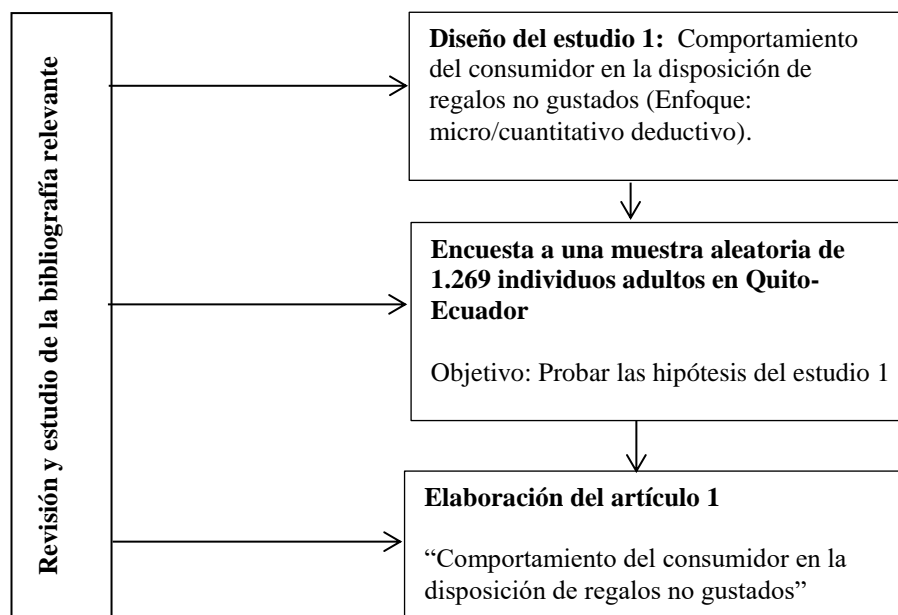 Revisión y estudio de la bibliografía relevante
Diseño del estudio 1: Comportamiento
del consumidor en la disposición de
regalos no gustados (Enfoque:
micro/cuantitativo deductivo).
Encuesta a una muestra aleatoria de
1.269 individuos adultos en Quito-
Ecuador
Objetivo: Probar las hipótesis del estudio 1
Elaboración del artículo 1
“Comportamiento del consumidor en la
disposición de regalos no gustados”